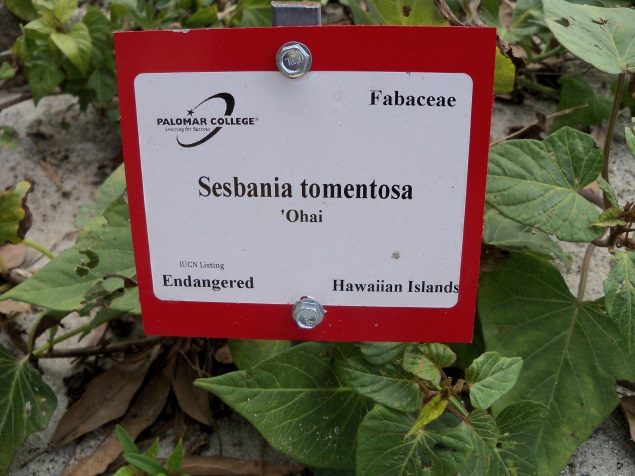 Fabaceae
PALOMAR COLLEGE®
Learning for Success
Sesbania tomentosa
'Ohai
IUCN Listing
Endangered
Hawaiian Islands